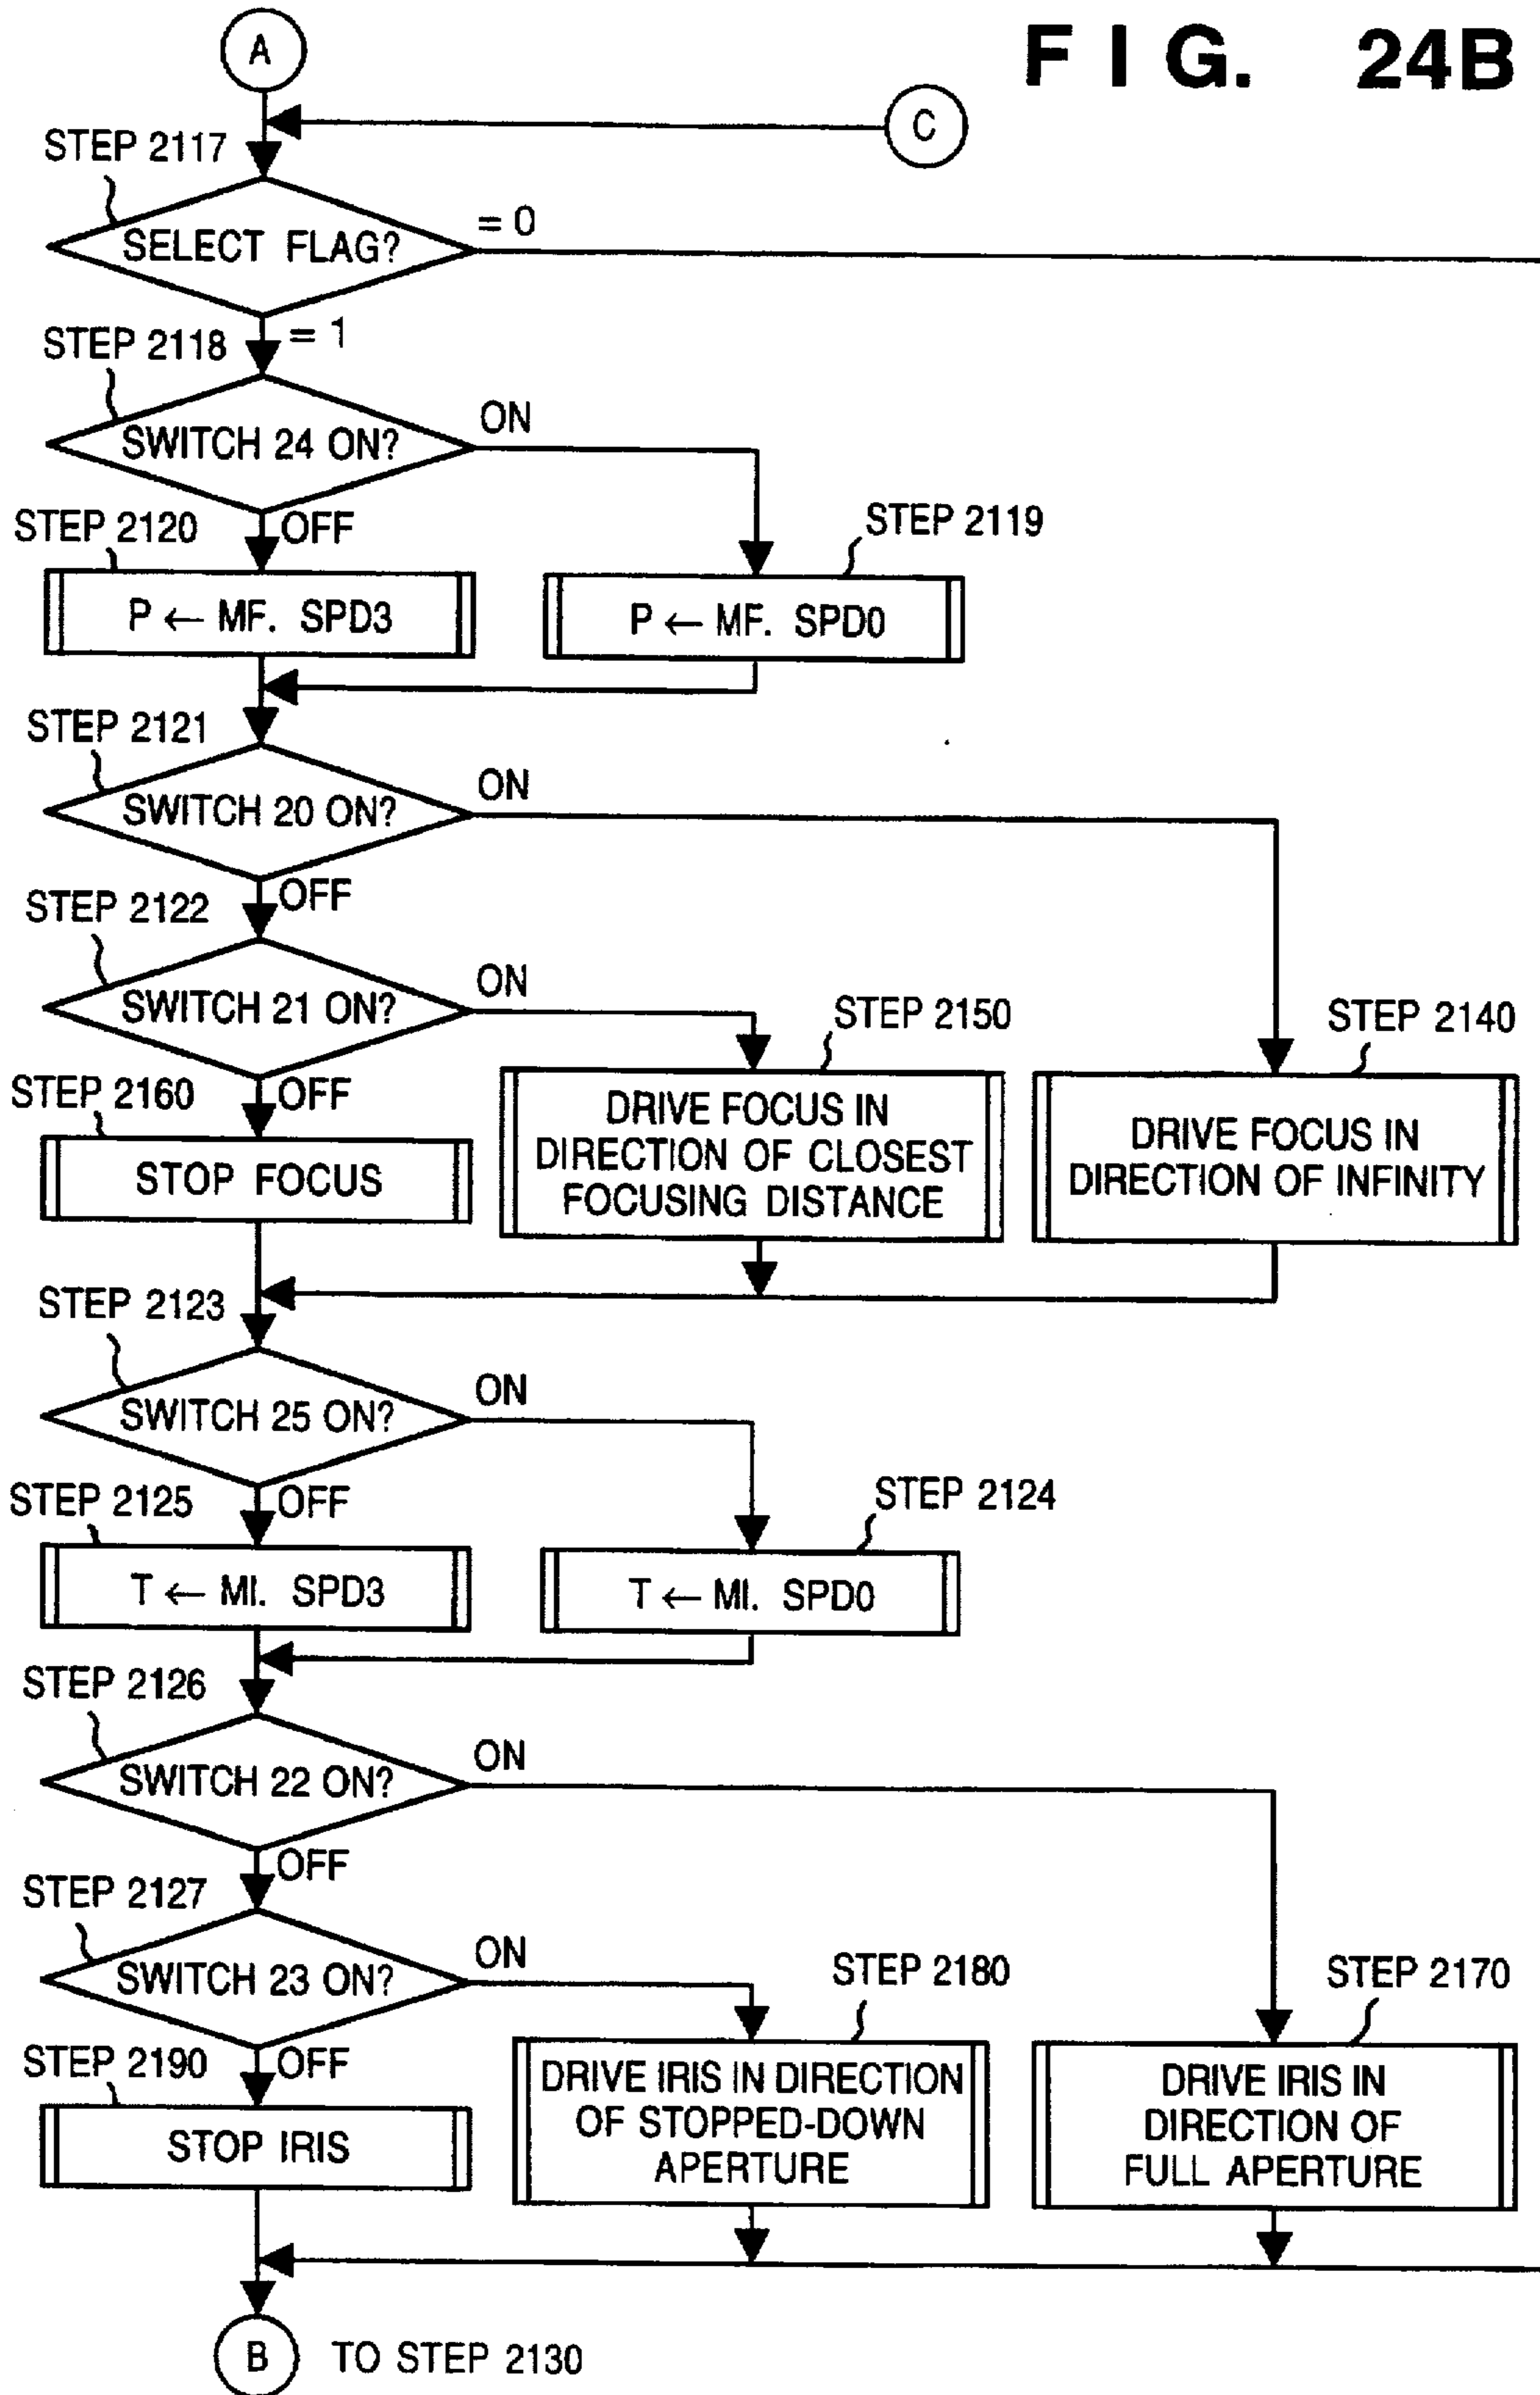 FIG. 24B
A
C
STEP 2117
SELECT FLAG?
= 0
= 1
STEP 2118
SWITCH 24 ON?
ON
OFF
STEP 2120
P ← MF. SPD3
STEP 2119
P ← MF. SPD0
STEP 2121
SWITCH 20 ON?
ON
OFF
STEP 2122
SWITCH 21 ON?
ON
OFF
STEP 2160
STOP FOCUS
STEP 2150
DRIVE FOCUS IN
DIRECTION OF CLOSEST
FOCUSING DISTANCE
STEP 2140
DRIVE FOCUS IN
DIRECTION OF INFINITY
STEP 2123
SWITCH 25 ON?
ON
OFF
STEP 2125
T ← MI. SPD3
STEP 2124
T ← MI. SPD0
STEP 2126
SWITCH 22 ON?
ON
OFF
STEP 2127
SWITCH 23 ON?
ON
OFF
STEP 2190
STOP IRIS
STEP 2180
DRIVE IRIS IN DIRECTION
OF STOPPED-DOWN
APERTURE
STEP 2170
DRIVE IRIS IN
DIRECTION OF
FULL APERTURE
B
TO STEP 2130